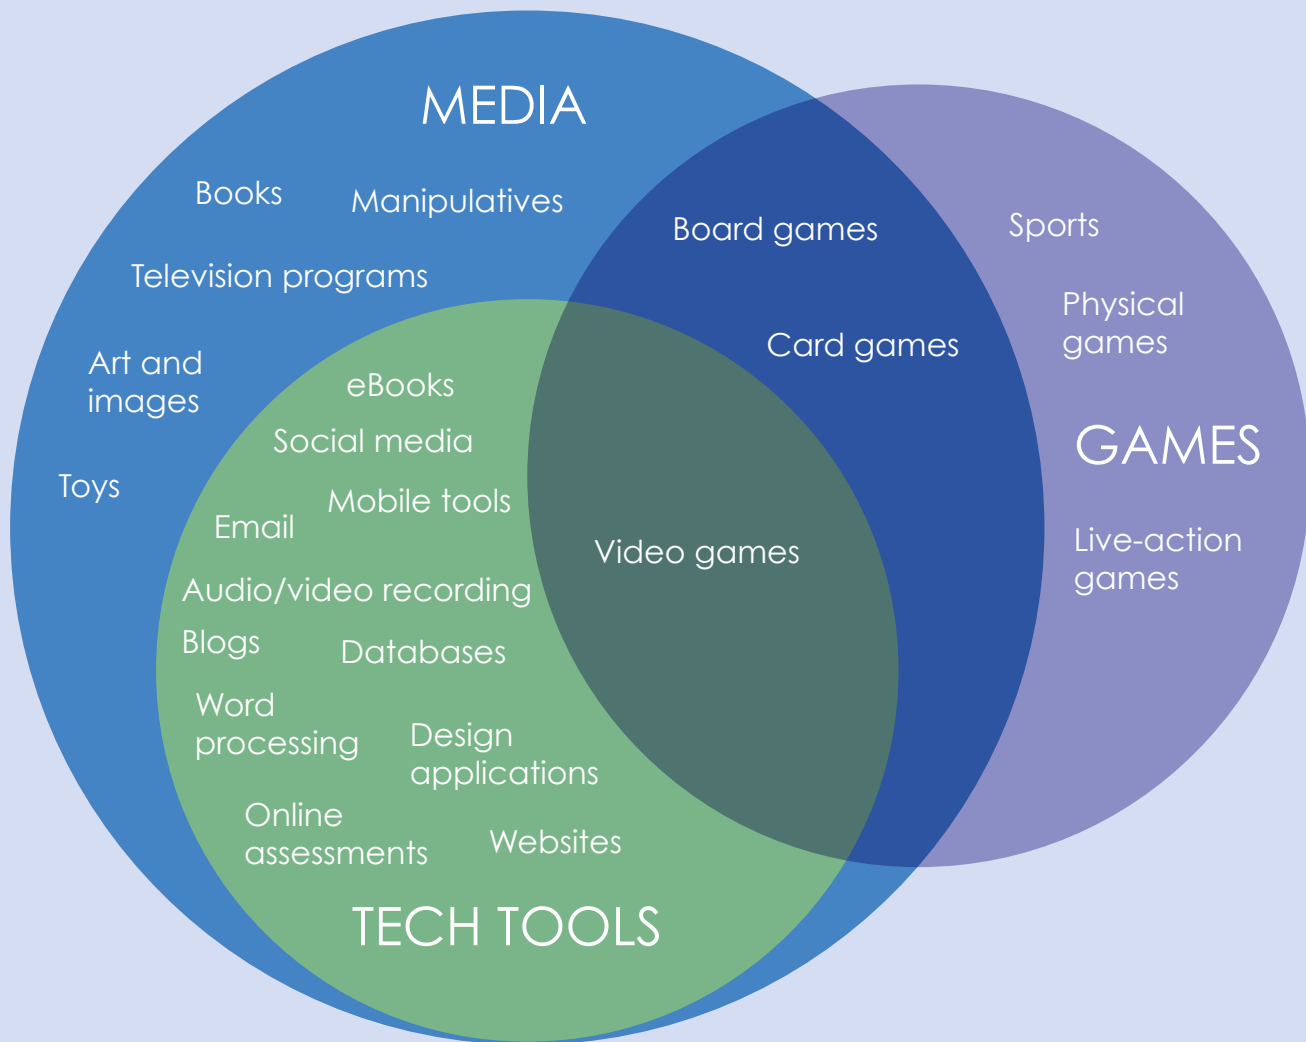 MEDIA
Books
Manipulatives
Television programs
Art and
images
Toys
Board games
Card games
Sports
Physical
games
GAMES
Live-action
games
eBooks
Social media
Mobile tools
Email
Audio/video recording
Blogs
Databases
Word
processing
Design
applications
Online
assessments
Websites
TECH TOOLS
Video games